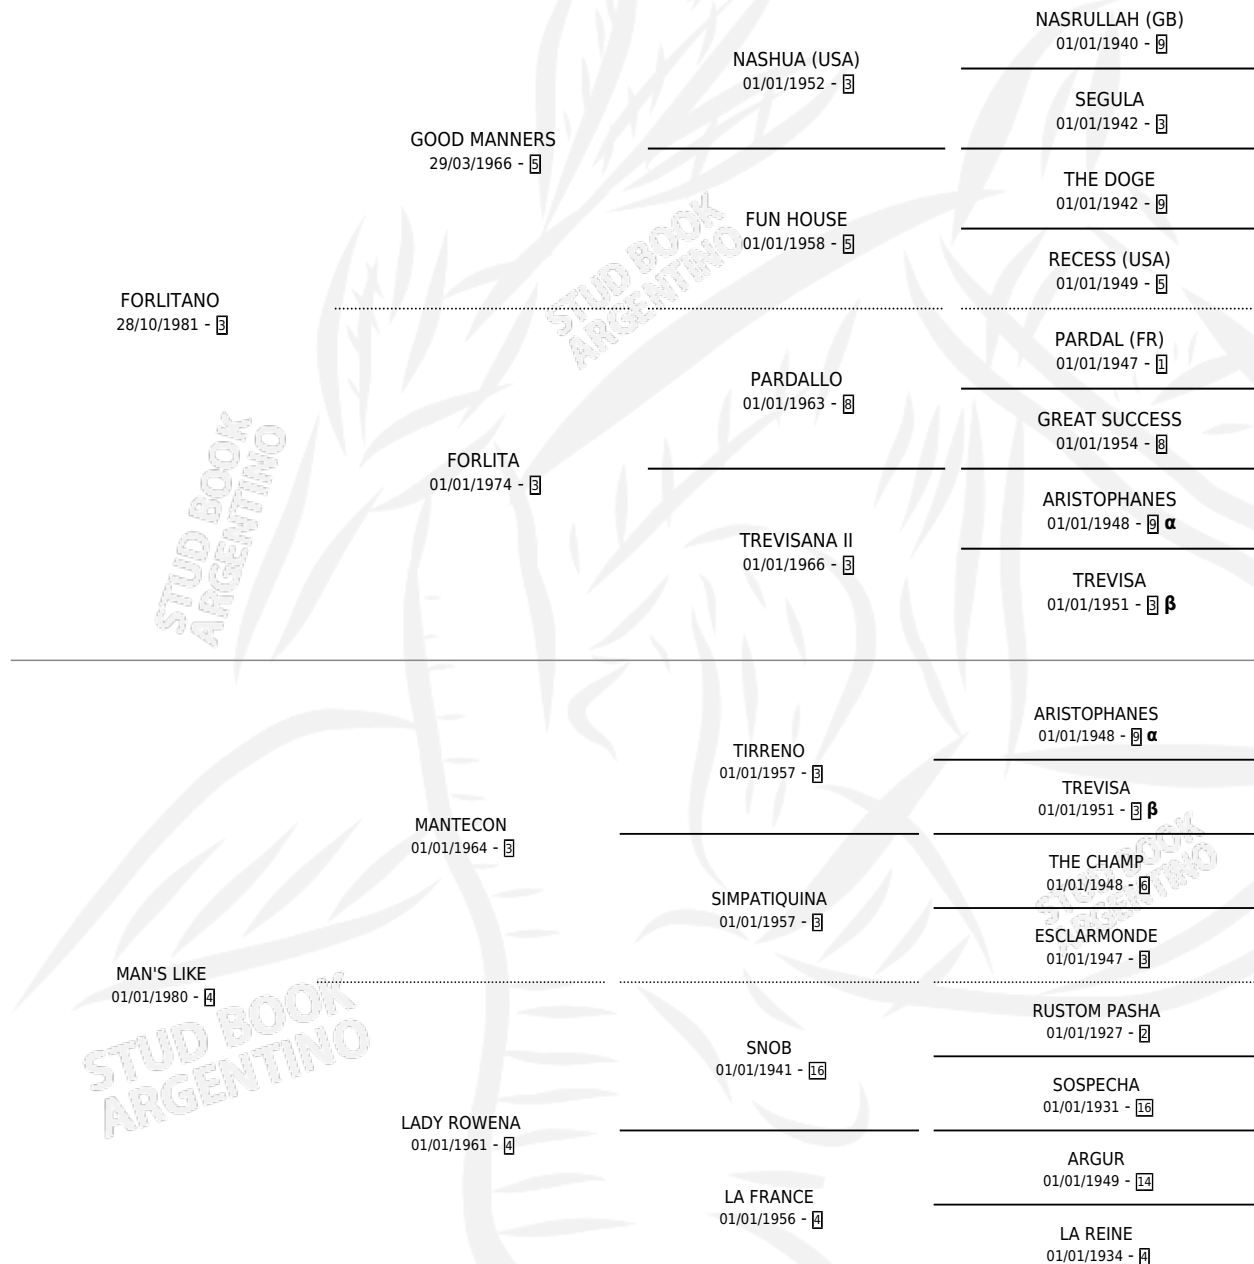 NASRULLAH (GB)
01/01/1940 - 9
NASHUA (USA)
01/01/1952 - 3
SEGULA
01/01/1942 - 3
GOOD MANNERS
29/03/1966 - 5
THE DOGE
01/01/1942 - 9
FUN HOUSE
01/01/1958 - 5
RECESS (USA)
01/01/1949 - 5
FORLITANO
28/10/1981 - 3
PARDAL (FR)
01/01/1947 - 1
PARDALLO
01/01/1963 - 8
GREAT SUCCESS
01/01/1954 - 8
FORLITA
01/01/1974 - 3
ARISTOPHANES
01/01/1948 - 9 α
TREVISANA II
01/01/1966 - 3
TREVISA
01/01/1951 - 3 β
ARISTOPHANES
01/01/1948 - 9 α
TIRRENO
01/01/1957 - 3
TREVISA
01/01/1951 - 3 β
MANTECON
01/01/1964 - 3
THE CHAMP
01/01/1948 - 6
SIMPATIQUINA
01/01/1957 - 3
ESCLARMONDE
01/01/1947 - 3
MAN'S LIKE
01/01/1980 - 4
RUSTOM PASHA
01/01/1927 - 2
SNOB
01/01/1941 - 16
SOSPECHA
01/01/1931 - 16
LADY ROWENA
01/01/1961 - 4
ARGUR
01/01/1949 - 14
LA FRANCE
01/01/1956 - 4
LA REINE
01/01/1934 - 4
STUD BOOK
ARGENTINO
STUD BOOK
ARGENTINO
STUD BOOK
ARGENTINO
STUD BOOK
ARGENTINO